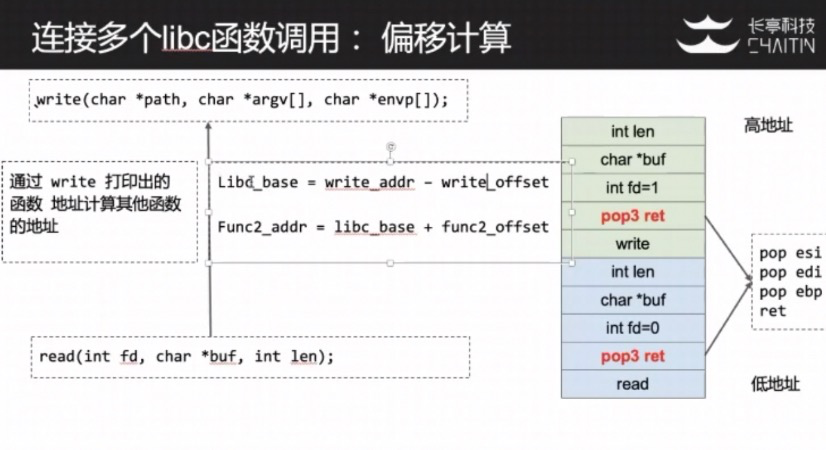 连接多个libc函数调用： 偏移计算
长亭科技
CHAITIN
write(char *path, char *argv[], char *envp[]);
通过 write 打印出的
函数 地址计算其他函数
的地址
Libc_base = write_addr – write_offset
Func2_addr = libc_base + func2_offset
read(int fd, char *buf, int len);
int len
char *buf
int fd=1
pop3 ret
write
int len
char *buf
int fd=0
pop3 ret
read
高地址
pop esi
pop edi
pop ebp
ret
低地址